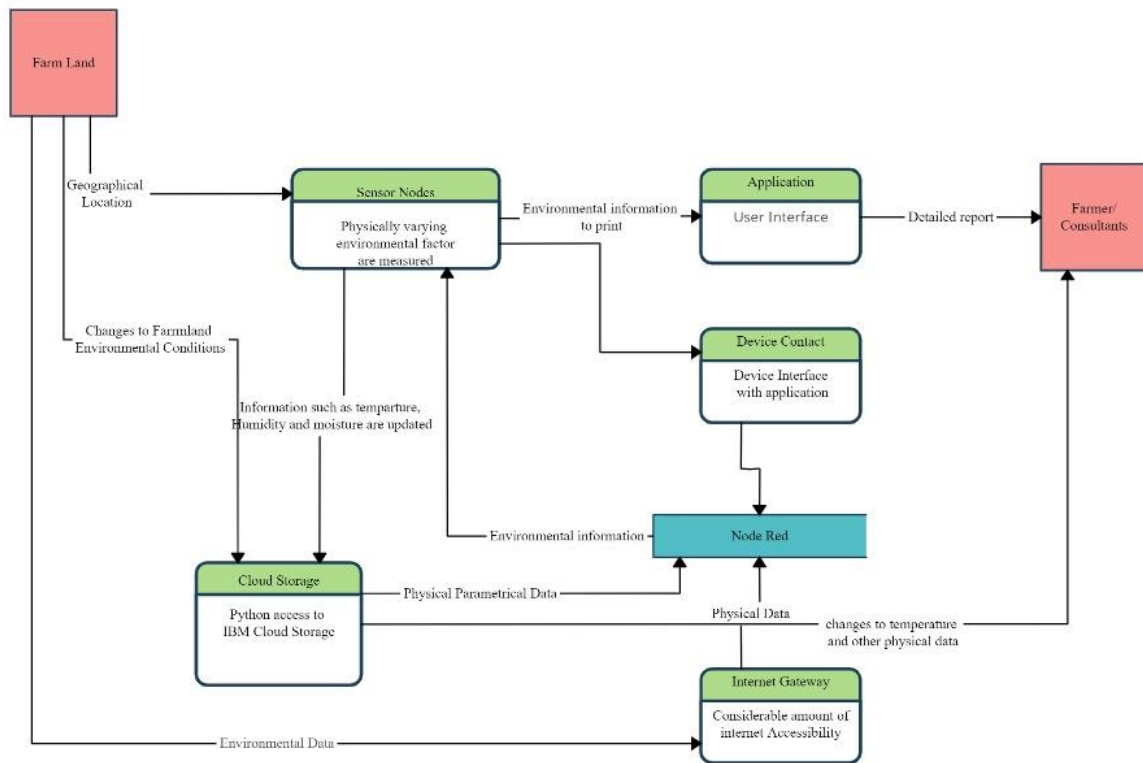 Farm Land
Geographical
Location
Sensor Nodes
Physically varying
environmental factor
are measured
Environmental information
to print
Application
User Interface
Detailed report
Farmer/
Consultants
Changes to Farmland
Environmental Conditions
Device Contact
Device Interface
with application
Information such as temparture,
Humidity and moisture are updated
Environmental information
Node Red
Cloud Storage
Python access to
IBM Cloud Storage
Physical Parametrical Data
Physical Data
changes to temperature
and other physical data
Internet Gateway
Considerable amount of
internet Accessibility
Environmental Data